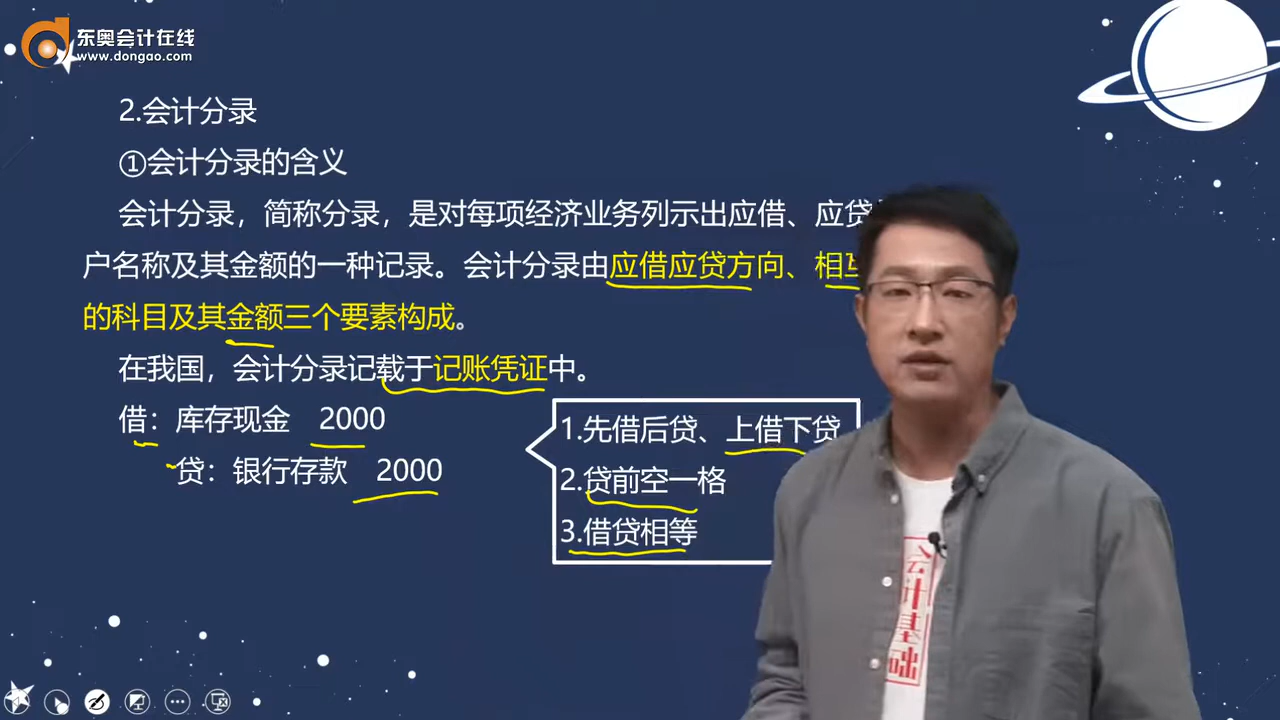 东奥会计在线
www.dongao.com
2.会计分录
①会计分录的含义
会计分录，简称分录，是对每项经济业务列示出应借、应贷
户名称及其金额的一种记录。会计分录由应借应贷方向、相互
的科目及其金额三个要素构成。
在我国，会计分录记载于记账凭证中。
借：库存现金 2000
贷：银行存款 2000
1.先借后贷、上借下贷
2.贷前空一格
3.借贷相等
会计基础